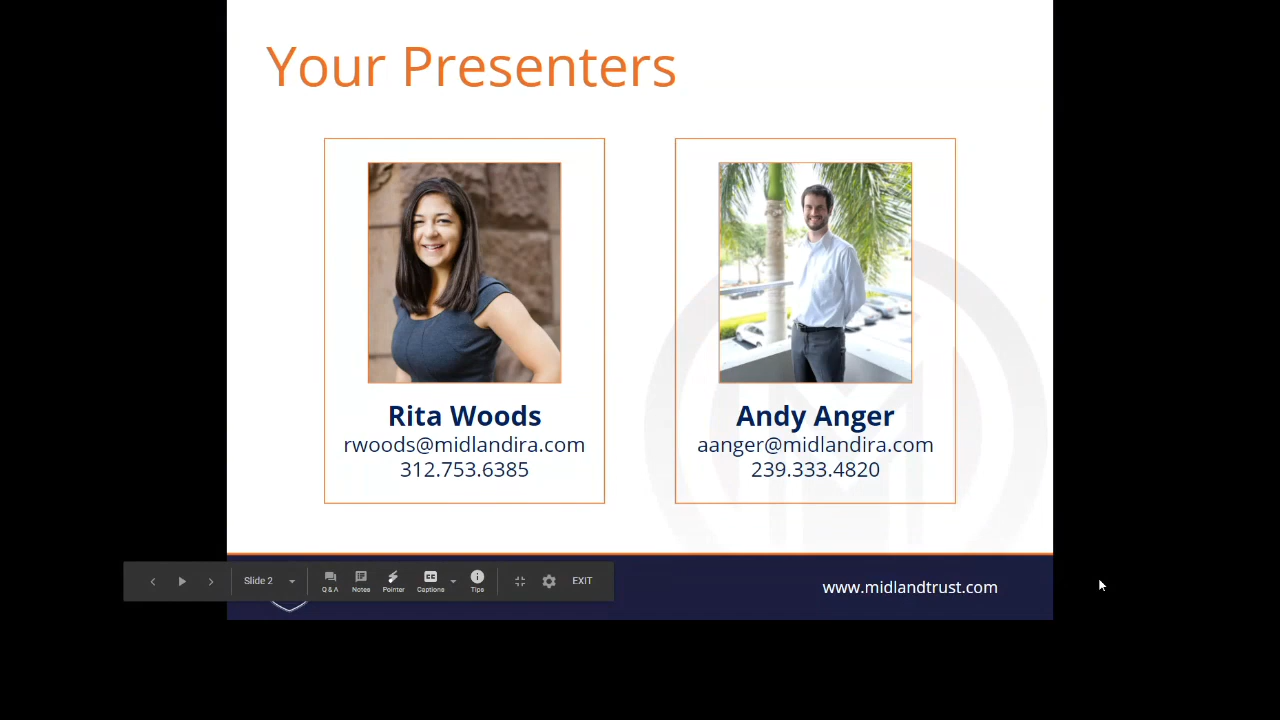 Your Presenters
Rita Woods
rwoods@midlandira.com
312.753.6385
Andy Anger
aanger@midlandira.com
239.333.4820
Slide 2
Q & A
Notes
Pointer
CC
Captions
Tips
EXIT
www.midlandtrust.com